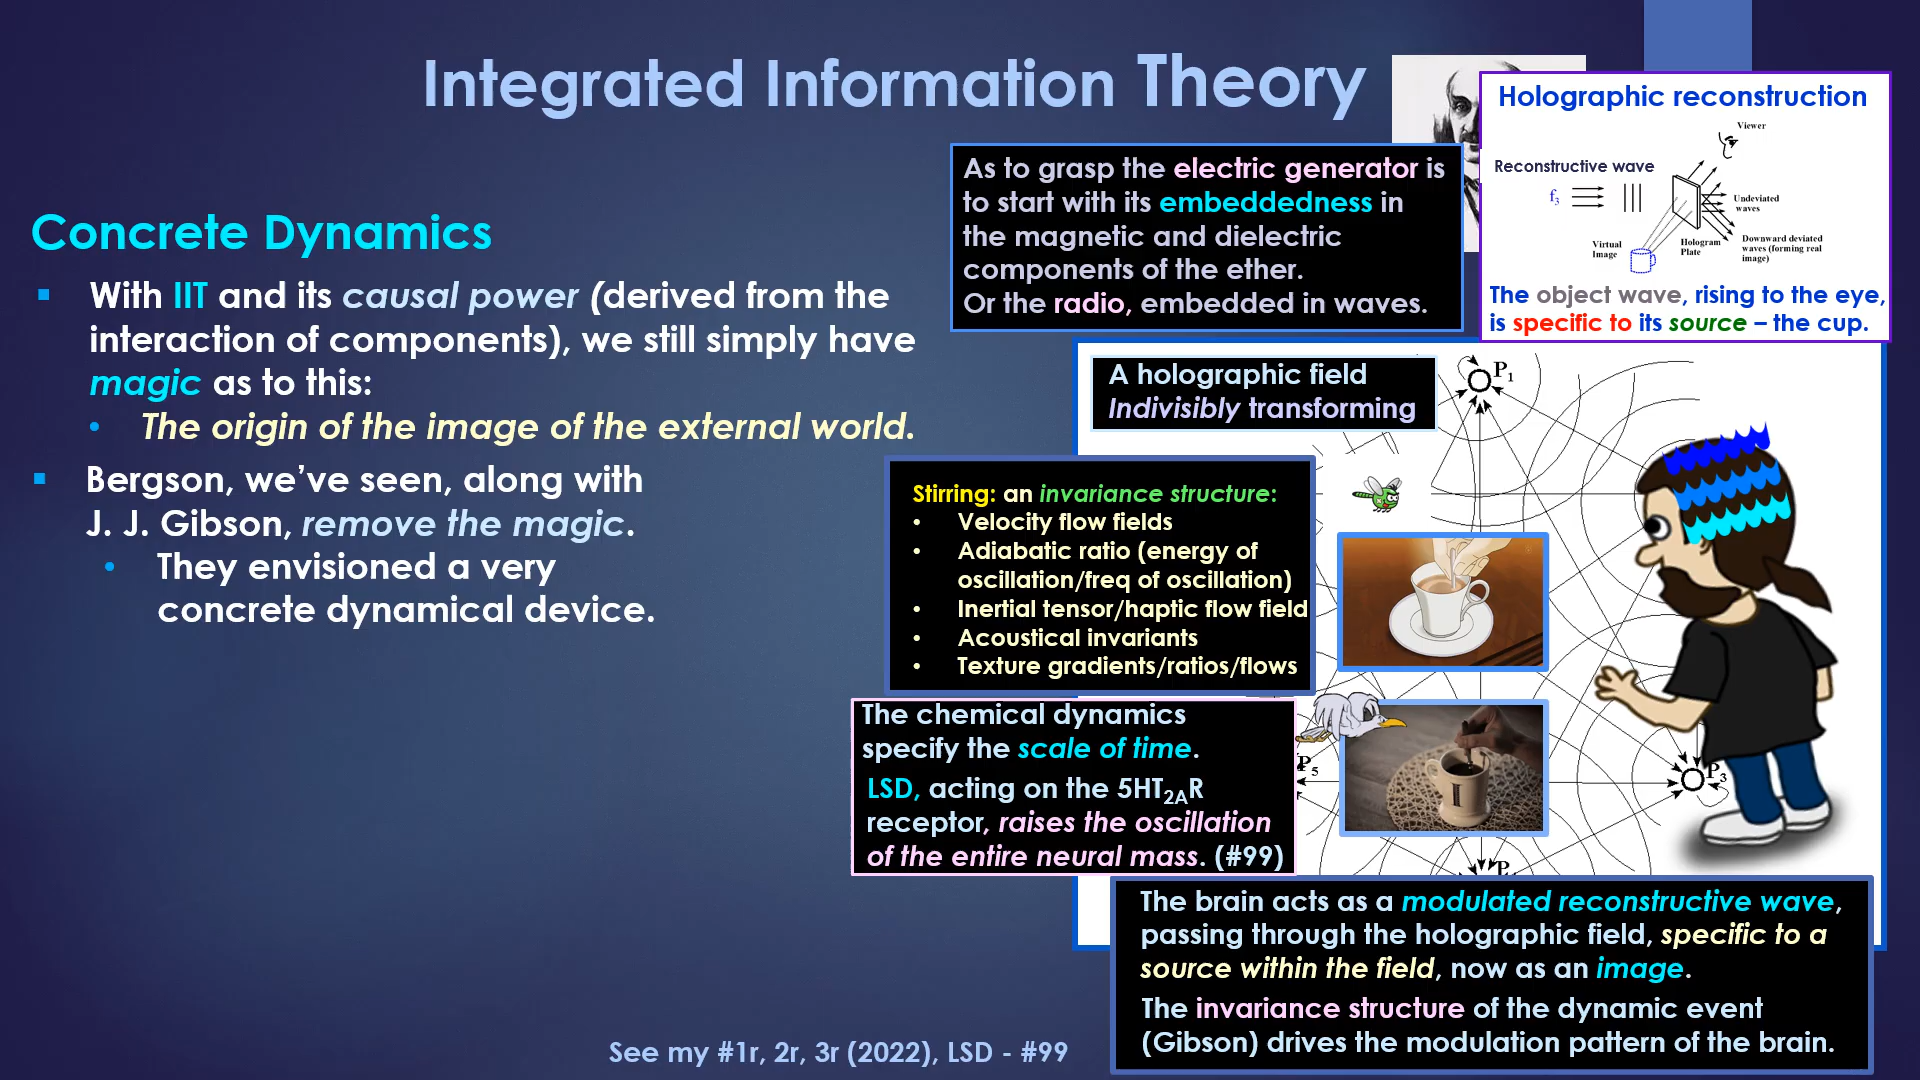 Integrated Information Theory
Concrete Dynamics
With IIT and its causal power (derived from the
interaction of components), we still simply have
magic as to this:
The origin of the image of the external world.
Bergson, we've seen, along with
J. J. Gibson, remove the magic.
They envisioned a very
concrete dynamical device.
As to grasp the electric generator is
to start with its embeddedness in
the magnetic and dielectric
components of the ether.
Or the radio, embedded in waves.
Holographic reconstruction
Viewer
Reconstructive wave
f3
Undeviated
waves
Virtual
Image
Hologram
Plate
Downward deviated
waves (forming real
image)
The object wave, rising to the eye,
is specific to its source – the cup.
A holographic field
Indivisibly transforming
P1
Stirring: an invariance structure:
• Velocity flow fields
• Adiabatic ratio (energy of
oscillation/freq of oscillation)
• Inertial tensor/haptic flow field
• Acoustical invariants
• Texture gradients/ratios/flows
The chemical dynamics
specify the scale of time.
LSD, acting on the 5HT2AR
receptor, raises the oscillation
of the entire neural mass. (#99)
P5
P3
I
P
The brain acts as a modulated reconstructive wave,
passing through the holographic field, specific to a
source within the field, now as an image.
The invariance structure of the dynamic event
(Gibson) drives the modulation pattern of the brain.
See my #1r, 2r, 3r (2022), LSD - #99